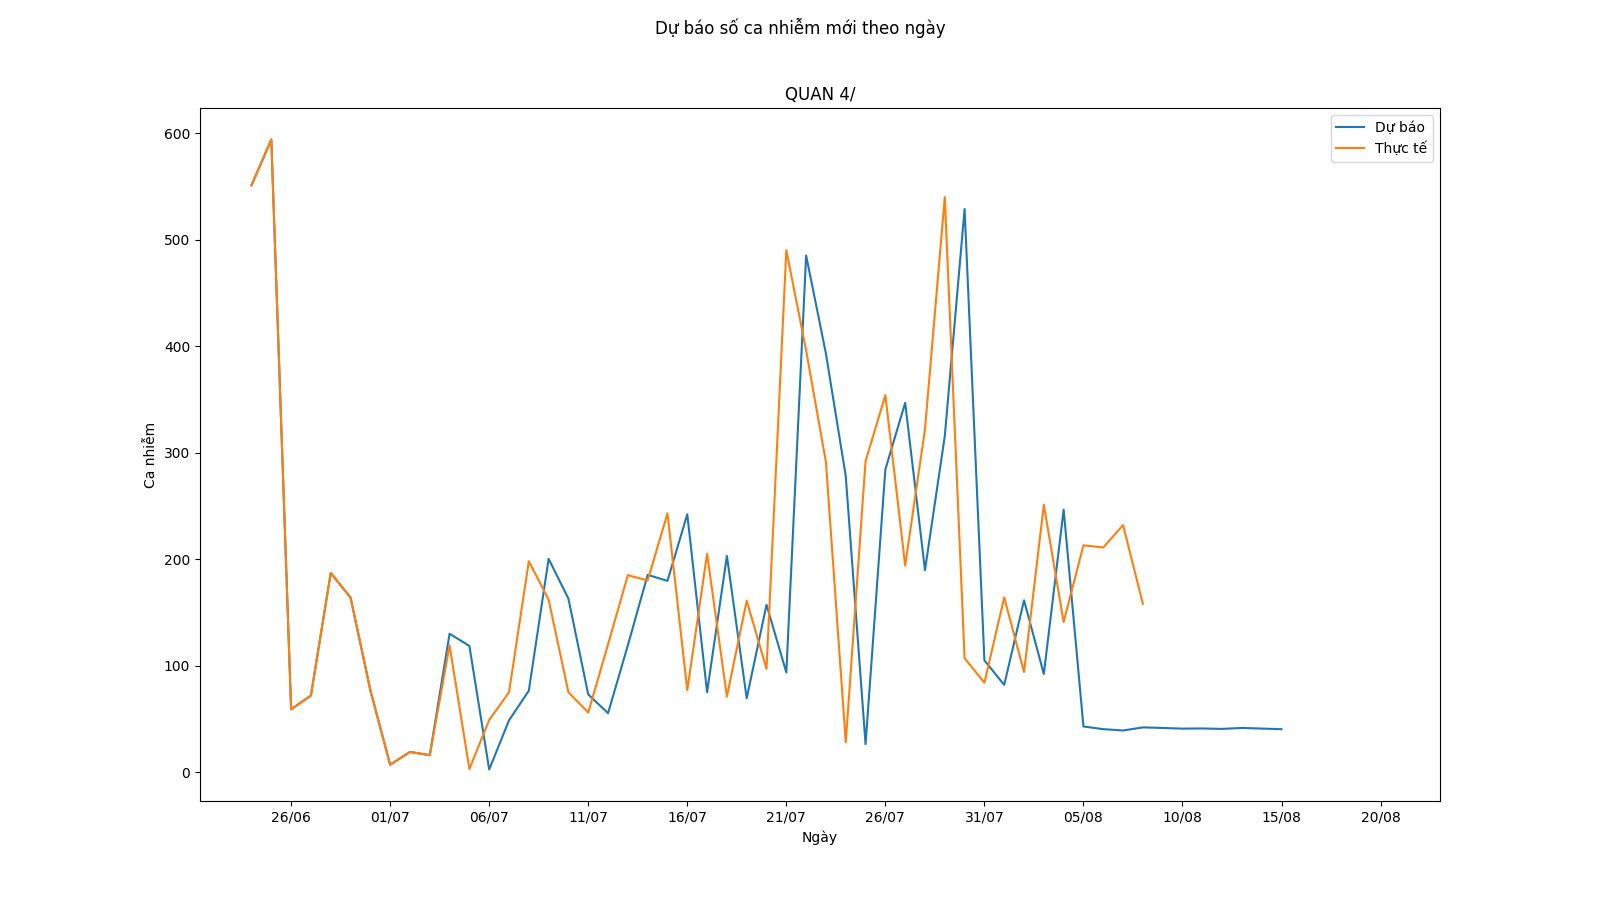 Dự báo số ca nhiễm mới theo ngày
QUAN 4/
Dự báo
Thực tế
600
500
400
300
200
100
0
Ca nhiễm
26/06 01/07 06/07 11/07 16/07 21/07 26/07 31/07 05/08 10/08 15/08 20/08
Ngày